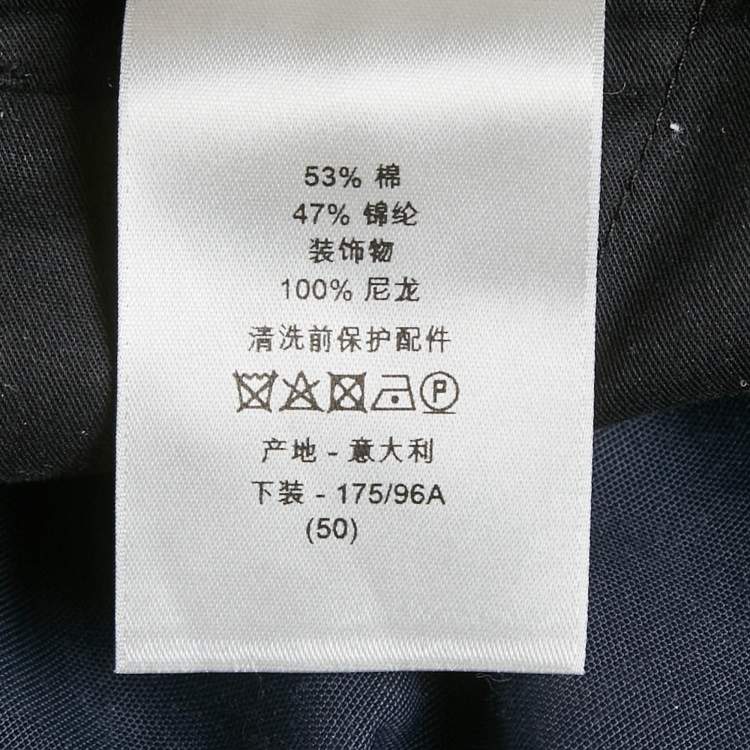 53% 棉
47% 锦纶
装饰物
100% 尼龙
清洗前保护配件
P
产地 - 意大利
下装 - 175/96A
(50)